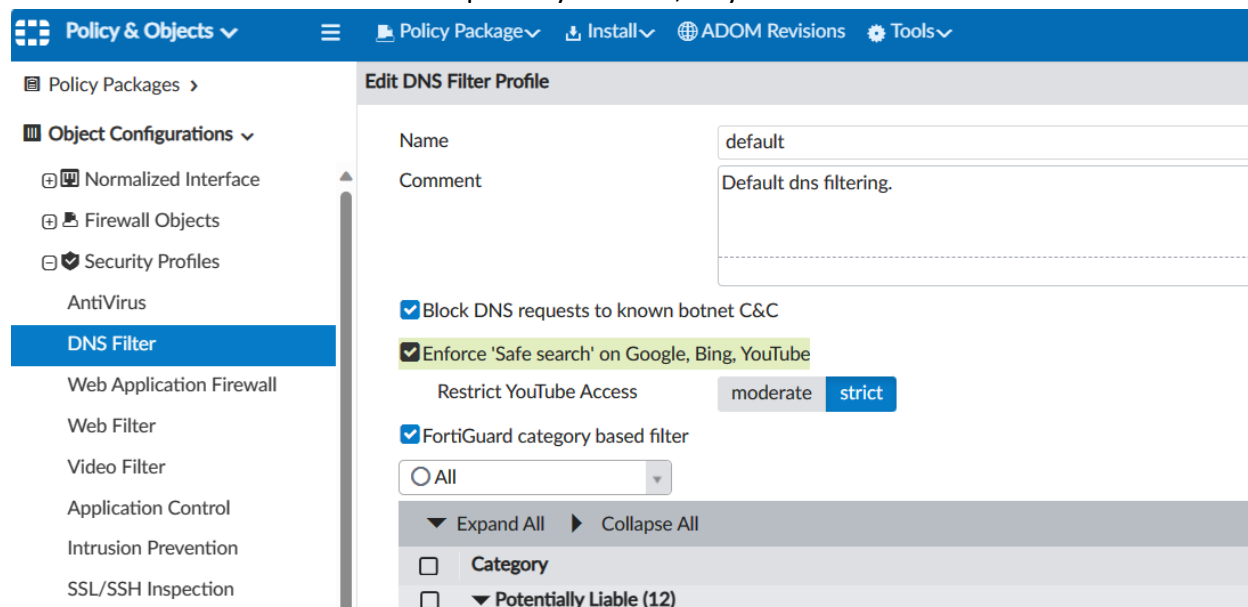 Policy & Objects
Policy Package Install ADOM Revisions Tools
Policy Packages
Edit DNS Filter Profile
Object Configurations
Name default
Normalized Interface
Comment Default dns filtering.
Firewall Objects
Security Profiles
AntiVirus
Block DNS requests to known botnet C&C
DNS Filter
Enforce 'Safe search' on Google, Bing, YouTube
Web Application Firewall
Restrict YouTube Access moderate strict
Web Filter
FortiGuard category based filter
Video Filter
All
Application Control
Expand All Collapse All
Intrusion Prevention
Category
SSL/SSH Inspection
Potentially Liable (12)